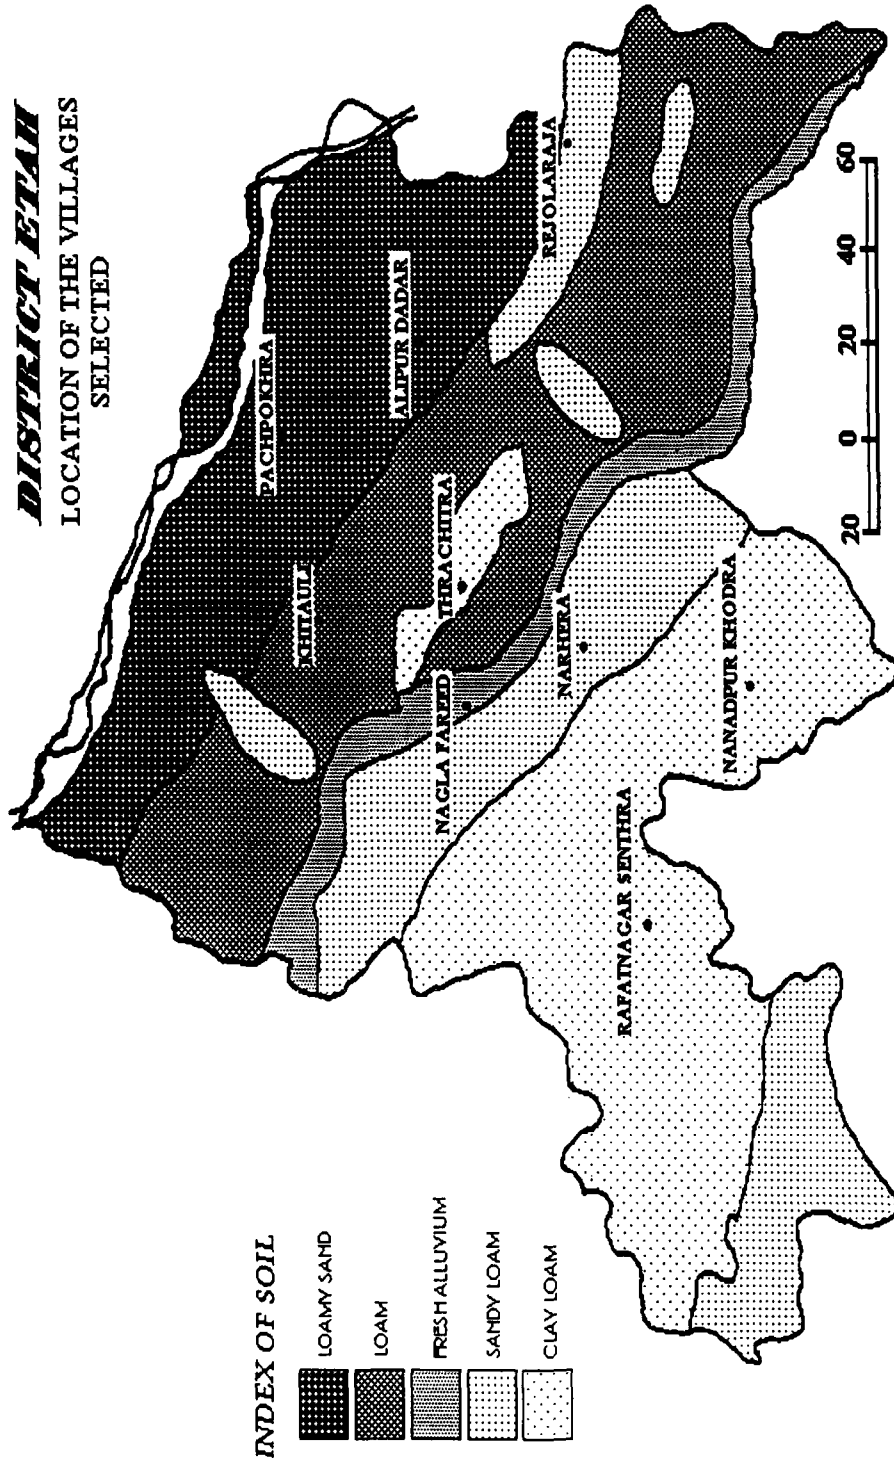 DISTRICT ETAH
LOCATION OF THE VILLAGES
SELECTED
PACHPOKHRA
ALIPUR DADAR
REJOLARAJA
KHITAULI
THRACHITRA
NAGLA FAREED
NARHERA
NANADPUR KHODRA
RAFATNAGAR SENTHRA
INDEX OF SOIL
LOAMY SAND
LOAM
FRESH ALLUVIUM
SANDY LOAM
CLAY LOAM
20 0 20 40 60